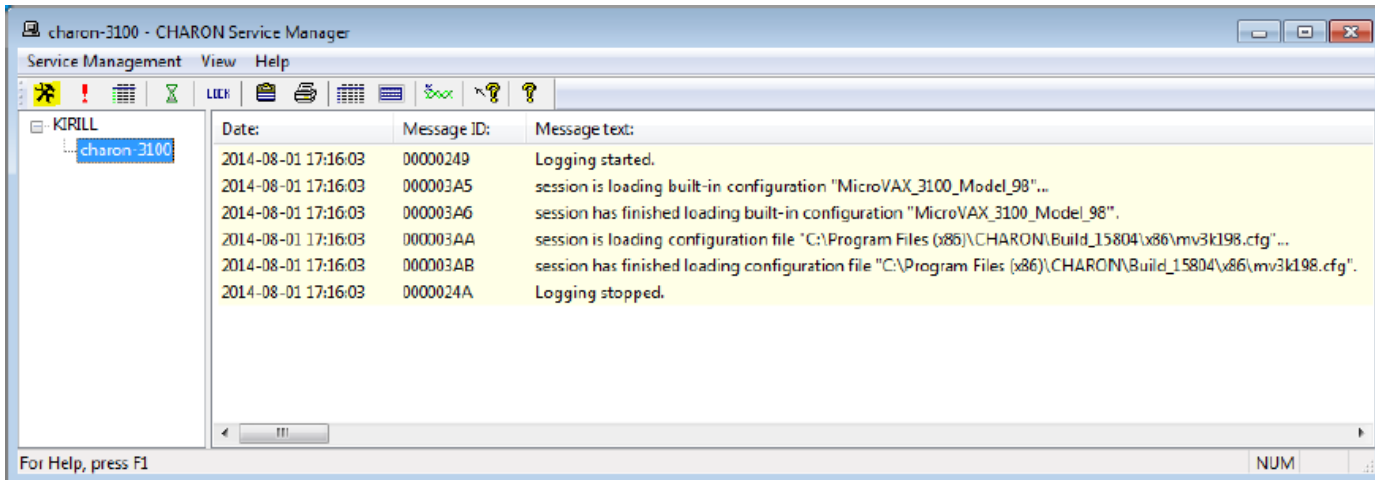 charon-3100 - CHARON Service Manager
Service Management View Help
LOCK
KIRILL
charon-3100
Date: Message ID: Message text:
2014-08-01 17:16:03 00000249 Logging started.
2014-08-01 17:16:03 000003A5 session is loading built-in configuration "MicroVAX_3100_Model_98"...
2014-08-01 17:16:03 000003A6 session has finished loading built-in configuration "MicroVAX_3100_Model_98".
2014-08-01 17:16:03 000003AA session is loading configuration file "C:\Program Files (x86)\CHARON\Build_15804\x86\mv3k198.cfg"...
2014-08-01 17:16:03 000003AB session has finished loading configuration file "C:\Program Files (x86)\CHARON\Build_15804\x86\mv3k198.cfg".
2014-08-01 17:16:03 0000024A Logging stopped.
For Help, press F1 NUM